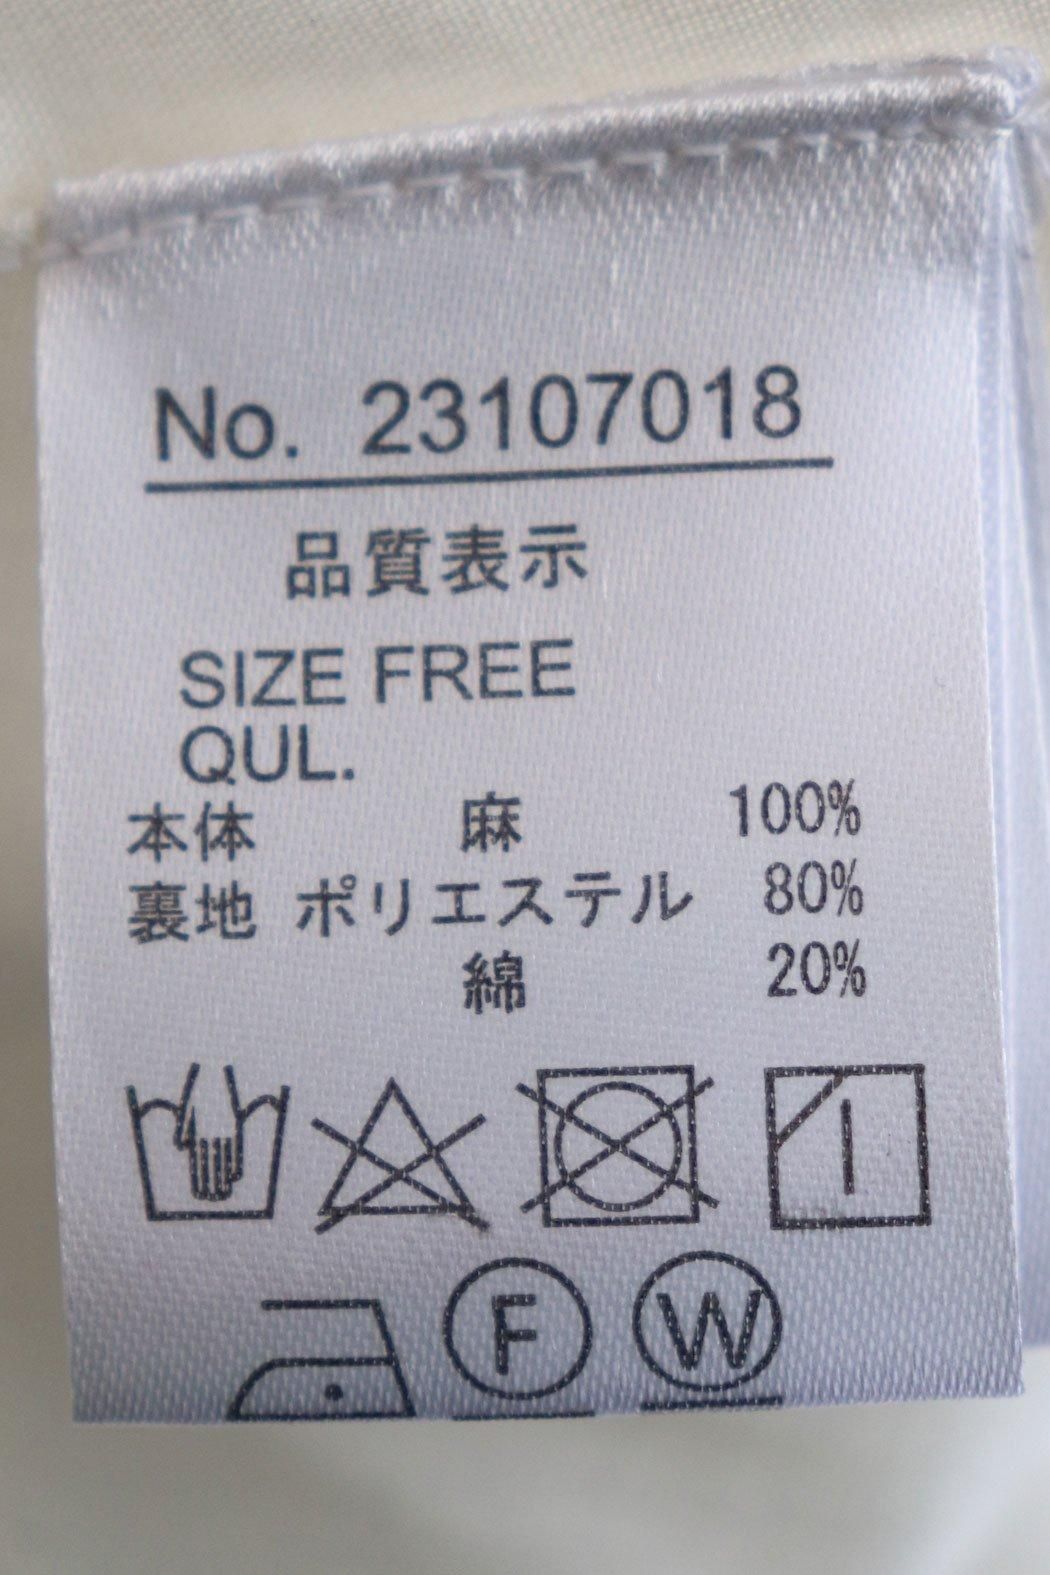 No. 23107018
品質表示
SIZE FREE
QUL.
本体 麻 100%
裏地 ポリエステル 80%
綿 20%
F W